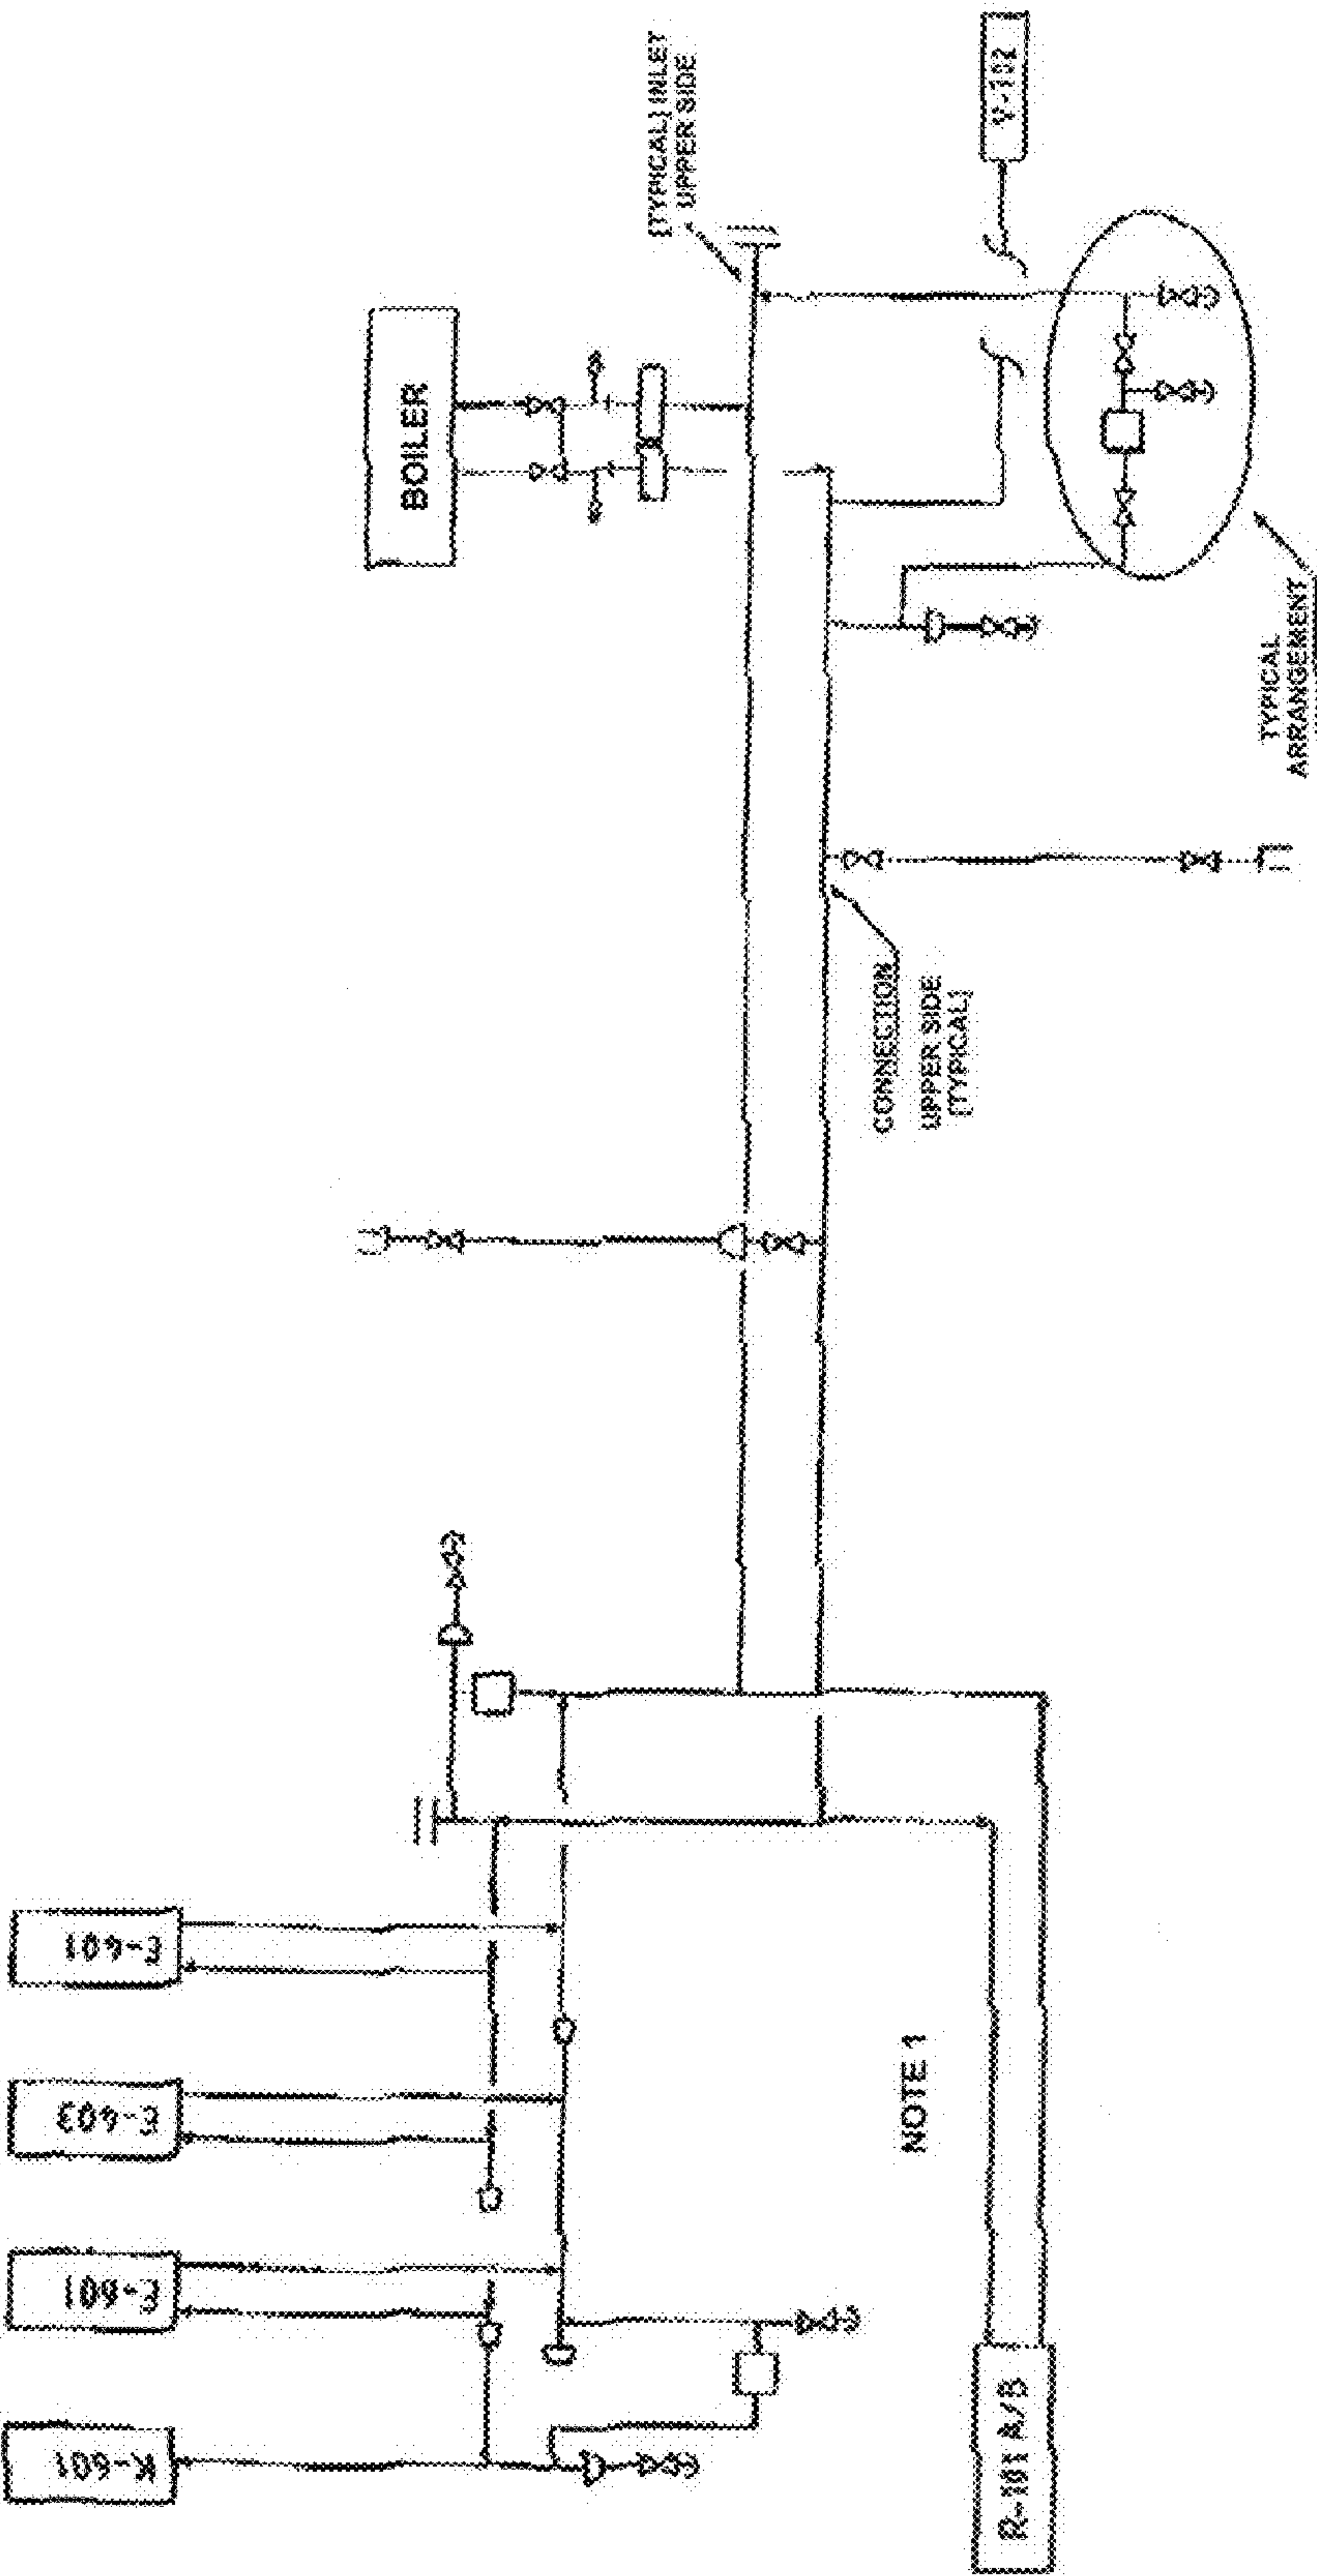 [TYPICAL] INLET
UPPER SIDE
V-102
BOILER
TYPICAL
ARRANGEMENT
CONNECTION
UPPER SIDE
[TYPICAL]
E-401
E-403
E-601
K-601
NOTE 1
R-101 A/B